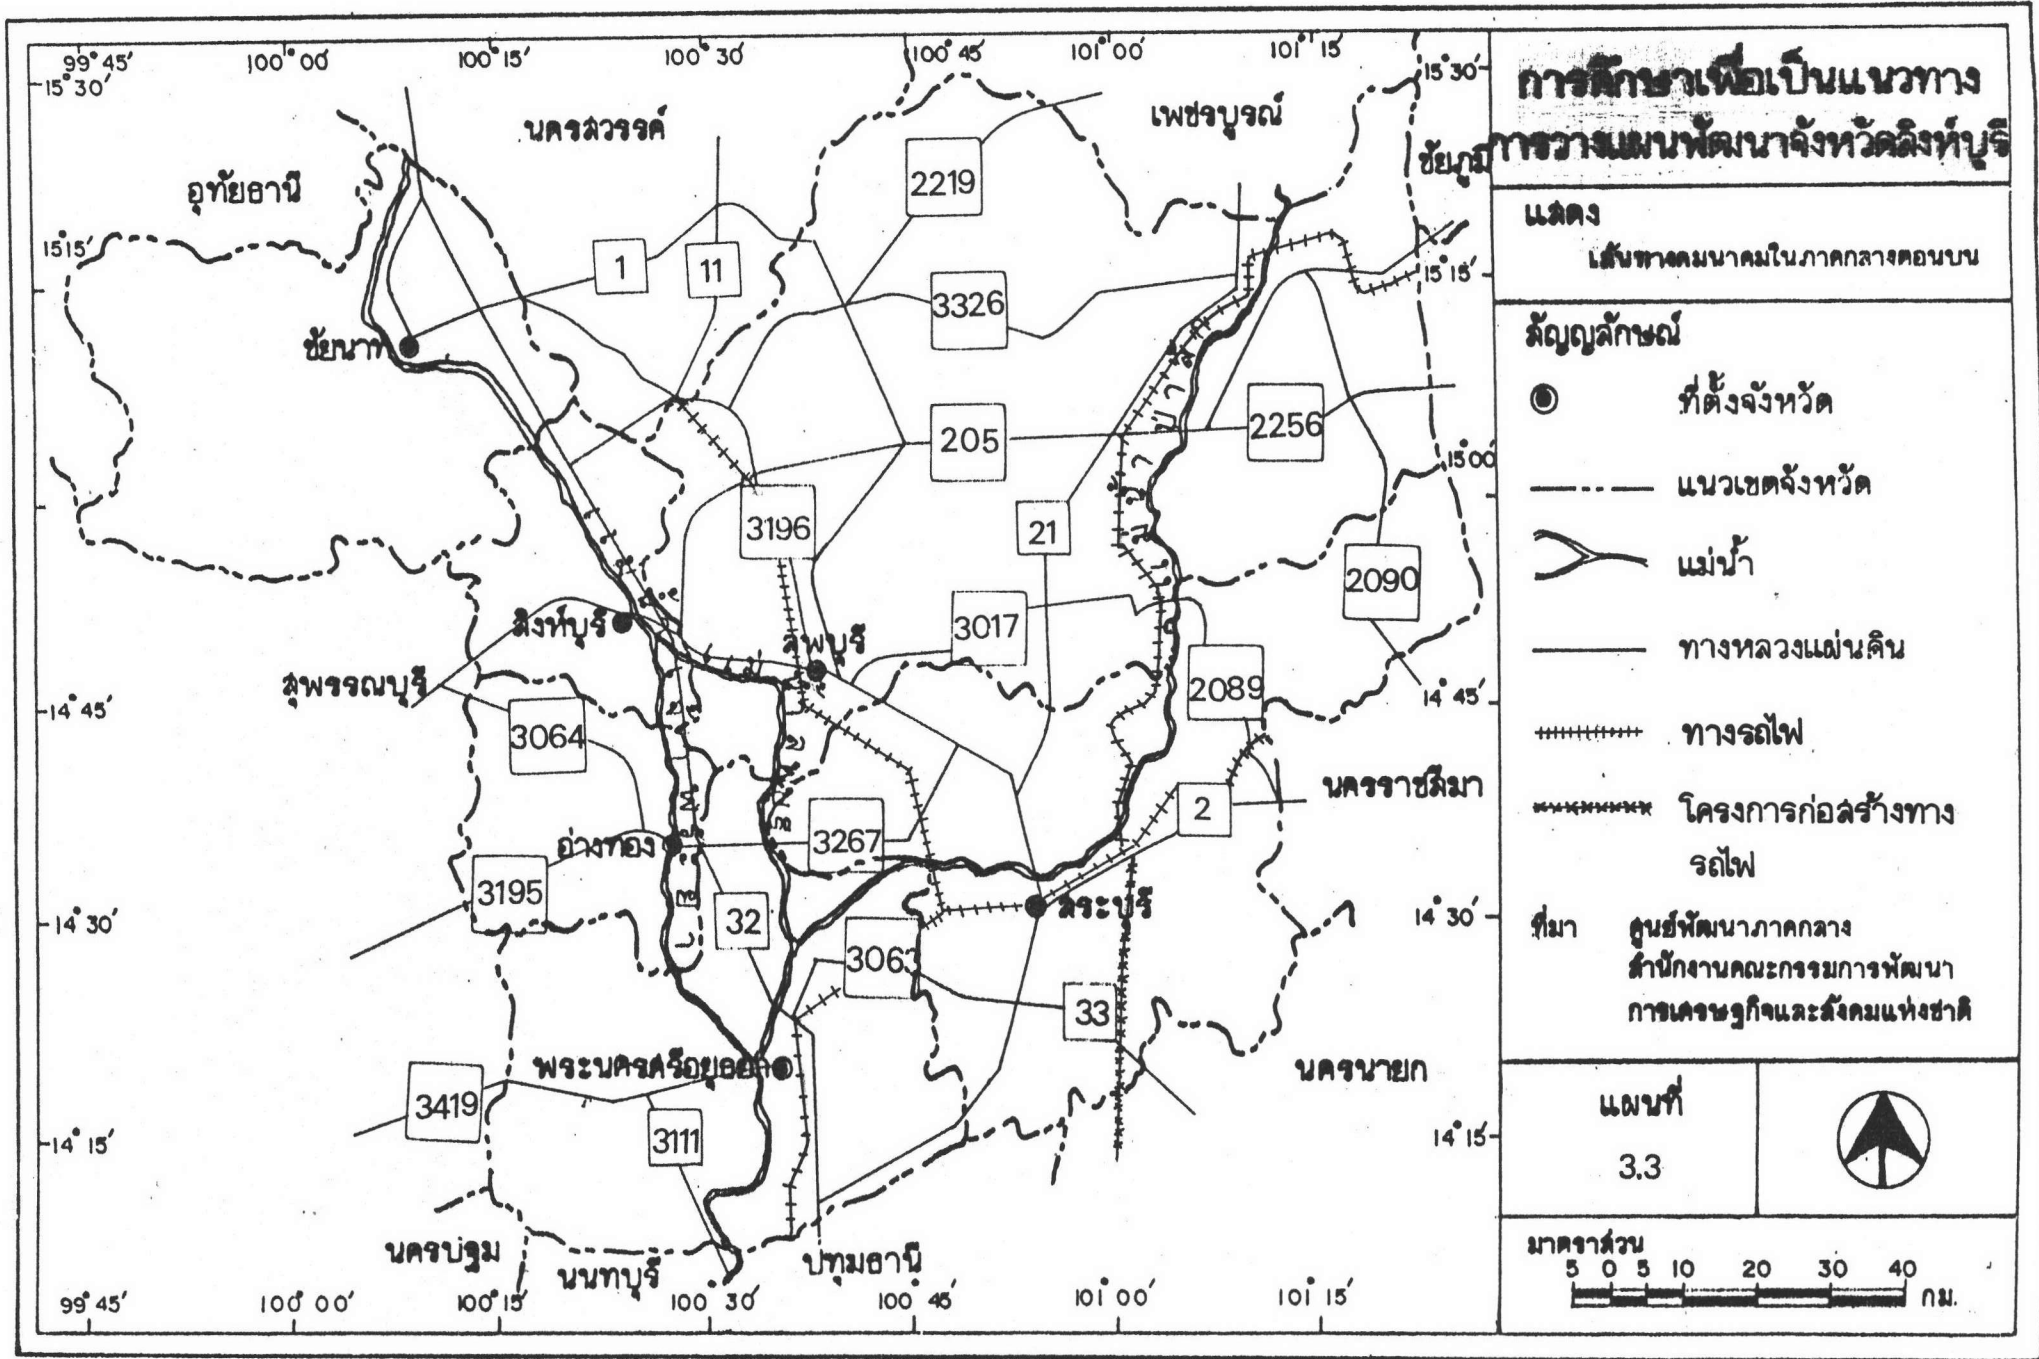 99°45′ 100°00′ 100°15′ 100°30′ 100°45′ 101°00′ 101°15′
15°30′ 15°30′
นครสวรรค์
เพชรบูรณ์
ชัยภูมิ
อุทัยธานี
2219
15°15′ 15°15′
1
11
3326
ชัยนาท
205
2256
15°00′
3196
21
2090
3017
สิงห์บุรี
ลพบุรี
สุพรรณบุรี
2089
14°45′ 14°45′
3064
นครราชสีมา
2
3267
อ่างทอง
3195
32
สระบุรี
14°30′ 14°30′
3063
33
พระนครศรีอยุธยา
นครนายก
3419
3111
14°15′ 14°15′
นครปฐม
นนทบุรี
ปทุมธานี
99°45′ 100°00′ 100°15′ 100°30′ 100°45′ 101°00′ 101°15′
การศึกษาเพื่อเป็นแนวทาง
การวางแผนพัฒนาจังหวัดสิงห์บุรี
แสดง
เส้นทางคมนาคมในภาคกลางตอนบน
สัญญลักษณ์
ที่ตั้งจังหวัด
แนวเขตจังหวัด
แม่น้ำ
ทางหลวงแผ่นดิน
ทางรถไฟ
โครงการก่อสร้างทาง
รถไฟ
ที่มา ศูนย์พัฒนาภาคกลาง
สำนักงานคณะกรรมการพัฒนา
การเศรษฐกิจและสังคมแห่งชาติ
แผนที่
3.3
มาตราส่วน
5 0 5 10 20 30 40 กม.